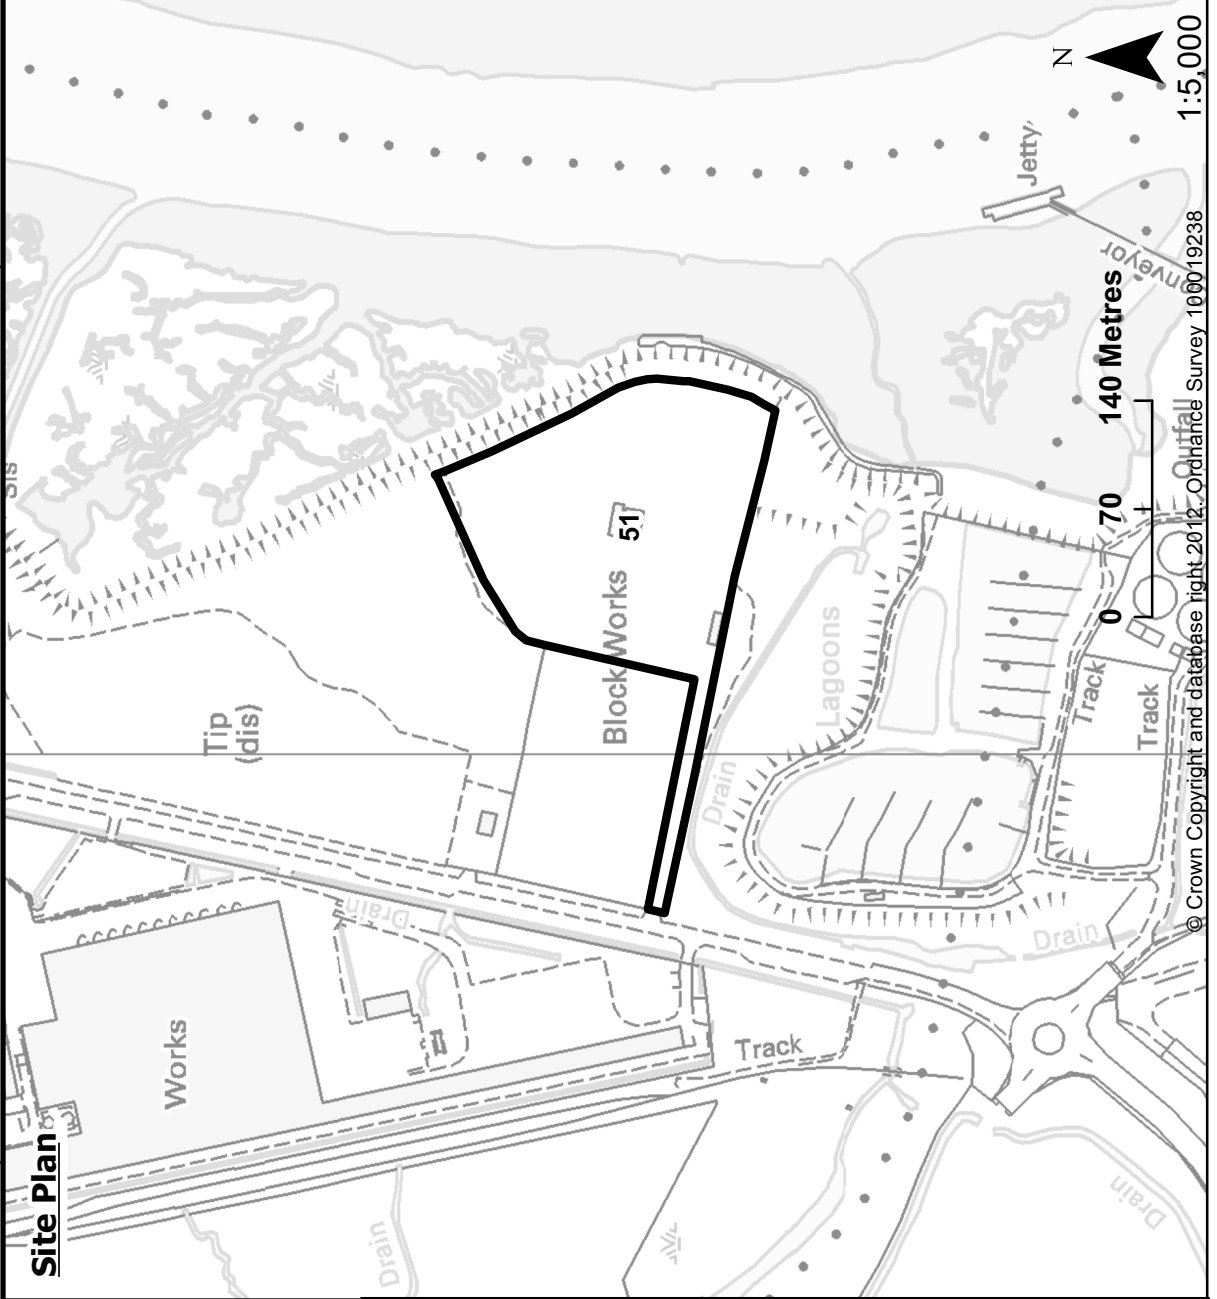 Site Plan
Sls
Works
Tip
(dis)
Drain
Block Works
51
Drain
Lagoons
Drain
Track
Drain
Drain
Track
Track
Jetty
Outfall
0 70 140 Metres
N
1:5,000
© Crown Copyright and database right 2012. Ordnance Survey 100019238